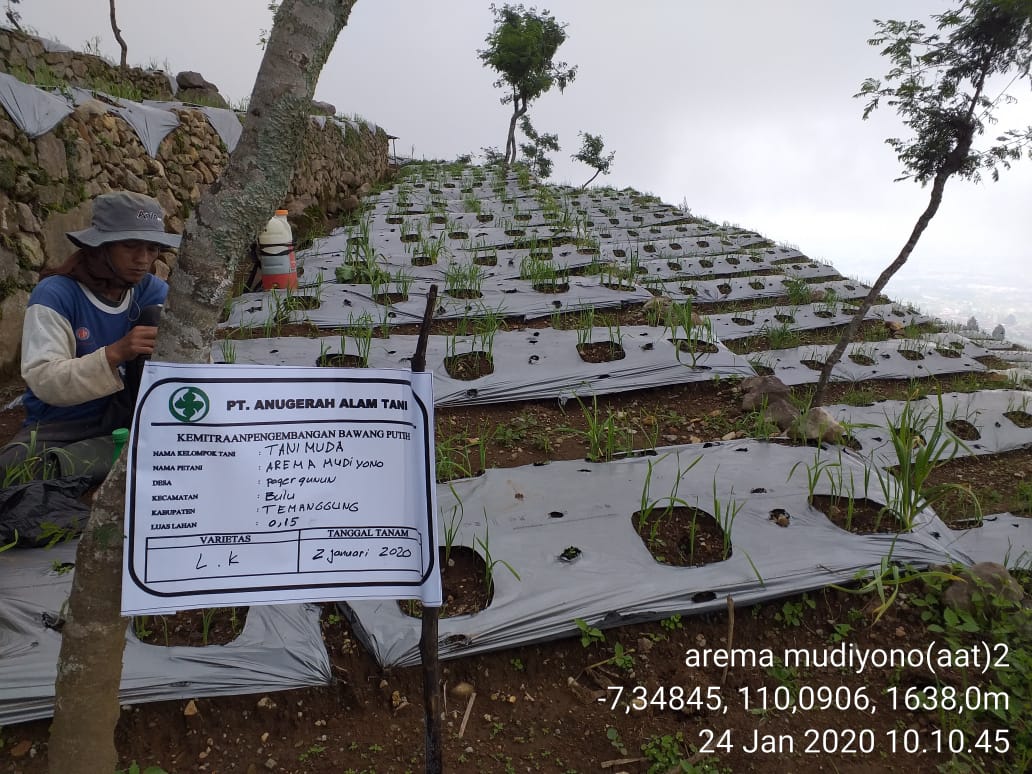 PT. ANUGERAH ALAM TANI
KEMITRAANPENGEMBANGAN BAWANG PUTIH
NAMA KELOMPOK TANI : TANI MUDA
NAMA PETANI : AREMA MUDIYONO
DESA : pagergunun
KECAMATAN : Bulu
KABUPATEN : TEMANGGUNG
LUAS LAHAN : 0,15
VARIETAS TANGGAL TANAM
L.K 2 januari 2020
arema mudiyono(aat)2
-7,34845, 110,0906, 1638,0m
24 Jan 2020 10.10.45